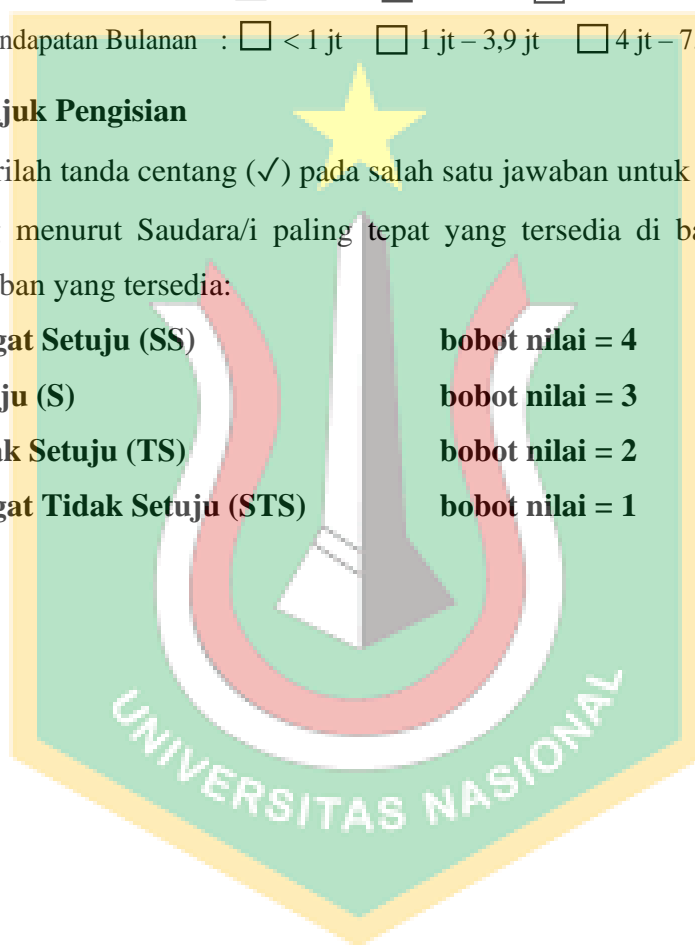 ndapatan Bulanan : ☐ < 1 jt ☐ 1 jt – 3,9 jt ☐ 4 jt – 7
juk Pengisian
rilah tanda centang (✓) pada salah satu jawaban untuk
menurut Saudara/i paling tepat yang tersedia di ba
ban yang tersedia:
gat Setuju (SS) bobot nilai = 4
ju (S) bobot nilai = 3
ak Setuju (TS) bobot nilai = 2
gat Tidak Setuju (STS) bobot nilai = 1
UNIVERSITAS NASIONAL